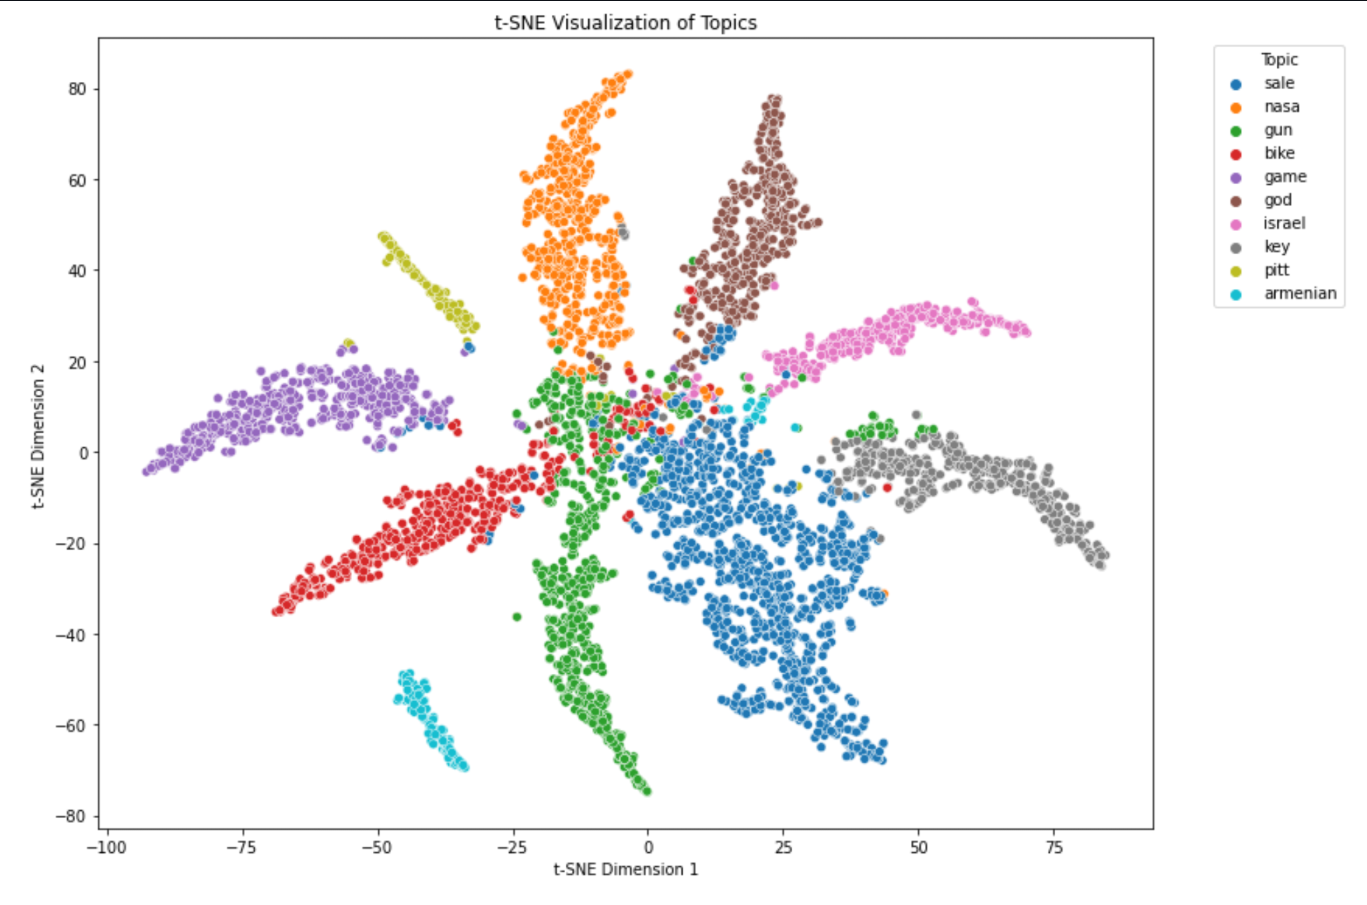 t-SNE Visualization of Topics
Topic
sale
nasa
gun
bike
game
god
israel
key
pitt
armenian
80
60
40
20
0
−20
−40
−60
−80
t-SNE Dimension 2
−100
−75
−50
−25
0
25
50
75
t-SNE Dimension 1